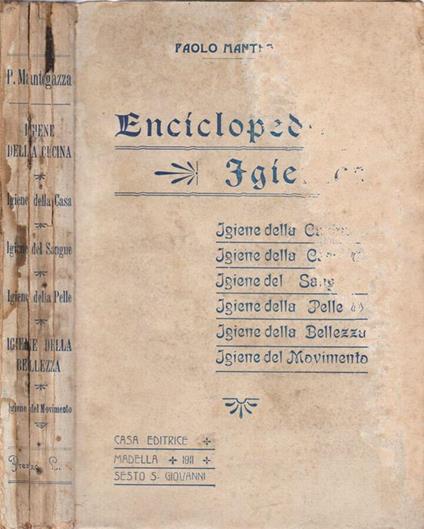 P. Mantegazza
IGIENE
DELLA CUCINA
Igiene della Casa
Igiene del Sangue
Igiene della Pelle
IGIENE DELLA
BELLEZZA
Igiene del Movimento
Prezzo
PAOLO MANTE
Encicloped
Igie
Igiene della
Igiene della
Igiene del Sang
Igiene della Pelle
Igiene della Bellezza
Igiene del Movimento
CASA EDITRICE
MADELLA 1911
SESTO S. GIOVANNI